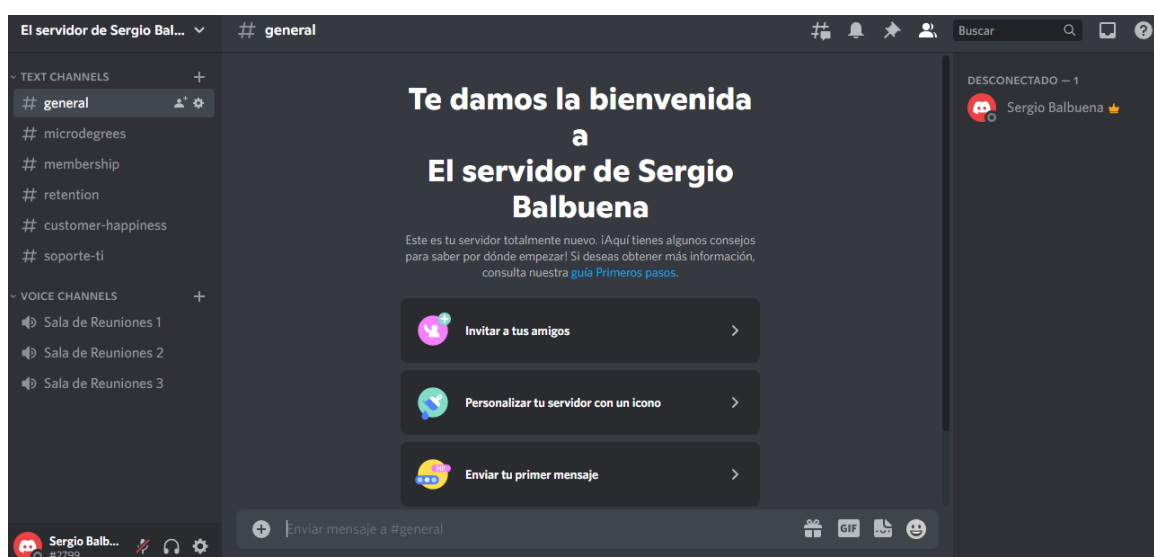 El servidor de Sergio Bal...
TEXT CHANNELS
general
microdegrees
membership
retention
customer-happiness
soporte-ti
VOICE CHANNELS
Sala de Reuniones 1
Sala de Reuniones 2
Sala de Reuniones 3
Sergio Balb...
#2799
# general
Buscar
Te damos la bienvenida
a
El servidor de Sergio
Balbuena
Este es tu servidor totalmente nuevo. ¡Aquí tienes algunos consejos
para saber por dónde empezar! Si deseas obtener más información,
consulta nuestra guía Primeros pasos.
Invitar a tus amigos
Personalizar tu servidor con un icono
HI!
Enviar tu primer mensaje
Enviar mensaje a #general
GIF
DESCONECTADO — 1
Sergio Balbuena